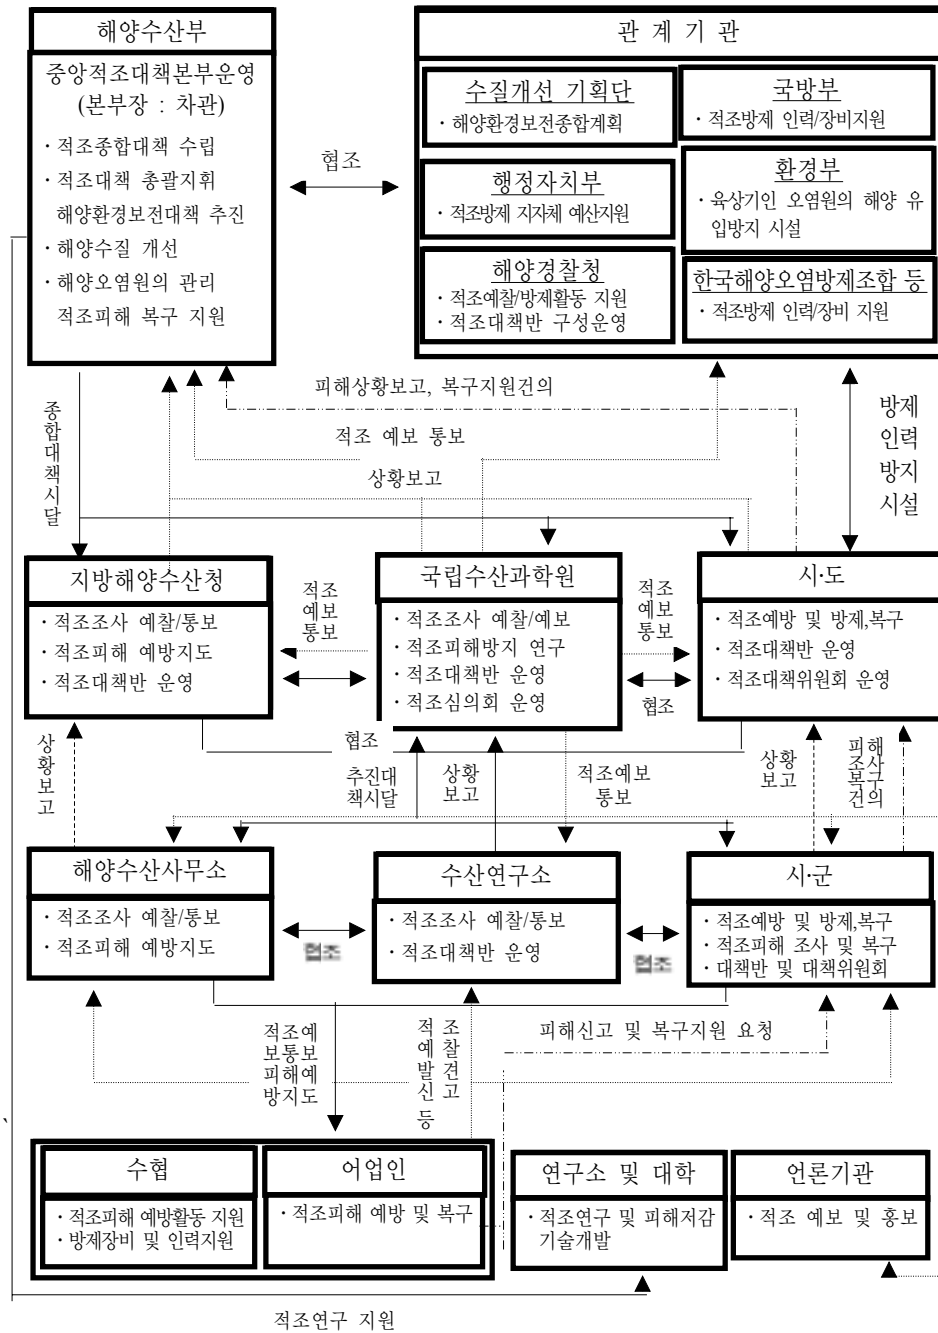 해양수산부
중앙적조대책본부운영
(본부장 : 차관)
· 적조종합대책 수립
· 적조대책 총괄지휘
해양환경보전대책 추진
· 해양수질 개선
· 해양오염원의 관리
적조피해 복구 지원
협조
관 계 기 관
수질개선 기획단
· 해양환경보전종합계획
국방부
· 적조방제 인력/장비지원
행정자치부
· 적조방제 지자체 예산지원
환경부
· 육상기인 오염원의 해양 유
입방지 시설
해양경찰청
· 적조예찰/방제활동 지원
· 적조대책반 구성운영
한국해양오염방제조합 등
· 적조방제 인력/장비 지원
종합대책시달
피해상황보고, 복구지원건의
적조 예보 통보
상황보고
방제
인력
방지
시설
지방해양수산청
· 적조조사 예찰/통보
· 적조피해 예방지도
· 적조대책반 운영
적조
예보
통보
국립수산과학원
· 적조조사 예찰/예보
· 적조피해방지 연구
· 적조대책반 운영
· 적조심의회 운영
적조
예보
통보
협조
시·도
· 적조예방 및 방제,복구
· 적조대책반 운영
· 적조대책위원회 운영
상황보고
협조
추진대
책시달
상황
보고
적조예보
통보
상황
보고
피해
조사
복구
건의
해양수산사무소
· 적조조사 예찰/통보
· 적조피해 예방지도
협조
수산연구소
· 적조조사 예찰/통보
· 적조대책반 운영
협조
시·군
· 적조예방 및 방제,복구
· 적조피해 조사 및 복구
· 대책반 및 대책위원회
적조예
보통보
피해예
방지도
적 조
예 찰
발 견
신 고
등
피해신고 및 복구지원 요청
수협
· 적조피해 예방활동 지원
· 방제장비 및 인력지원
어업인
· 적조피해 예방 및 복구
연구소 및 대학
· 적조연구 및 피해저감
기술개발
언론기관
· 적조 예보 및 홍보
적조연구 지원